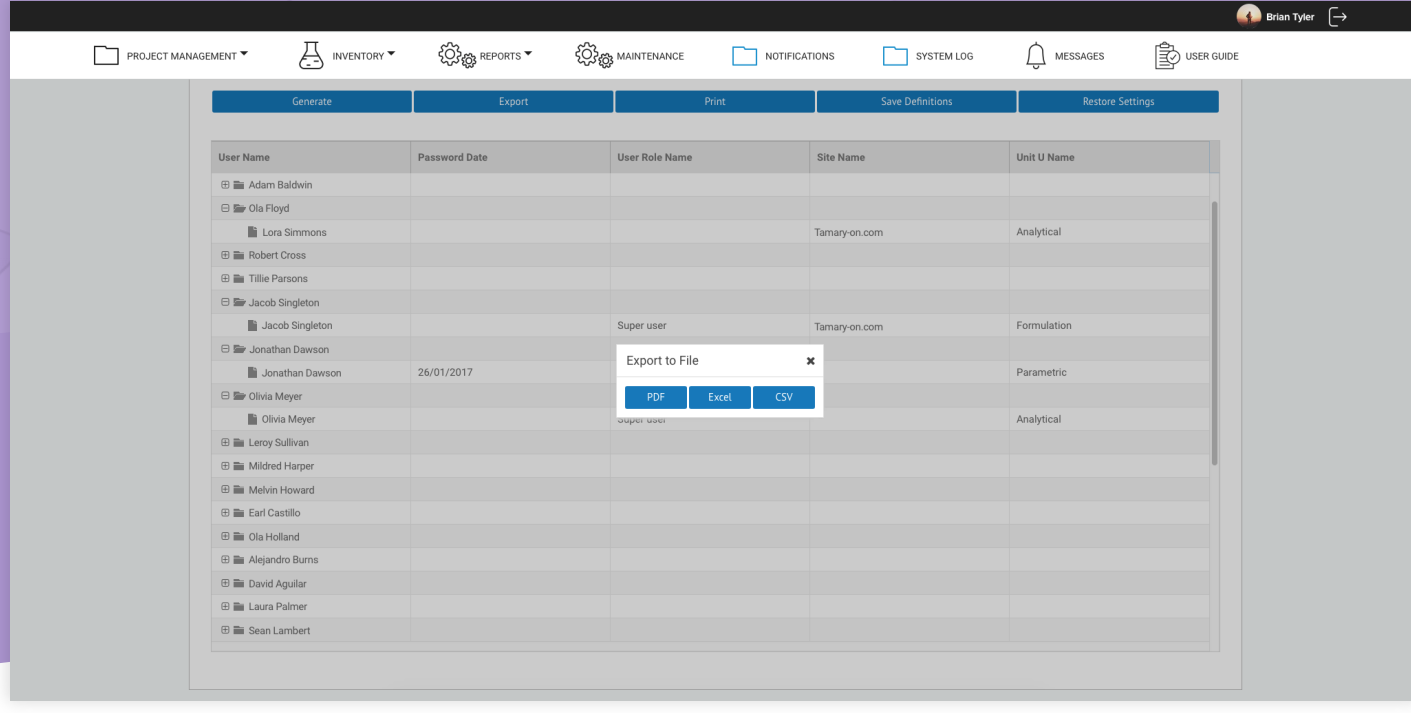 Brian Tyler
PROJECT MANAGEMENT INVENTORY REPORTS MAINTENANCE NOTIFICATIONS SYSTEM LOG MESSAGES USER GUIDE
Generate Export Print Save Definitions Restore Settings
User Name Password Date User Role Name Site Name Unit U Name
Adam Baldwin
Ola Floyd
Lora Simmons Tamary-on.com Analytical
Robert Cross
Tillie Parsons
Jacob Singleton
Jacob Singleton Super user Tamary-on.com Formulation
Jonathan Dawson
Export to File
Jonathan Dawson 26/01/2017 Parametric
PDF Excel CSV
Olivia Meyer
Olivia Meyer Super user Analytical
Leroy Sullivan
Mildred Harper
Melvin Howard
Earl Castillo
Ola Holland
Alejandro Burns
David Aguilar
Laura Palmer
Sean Lambert